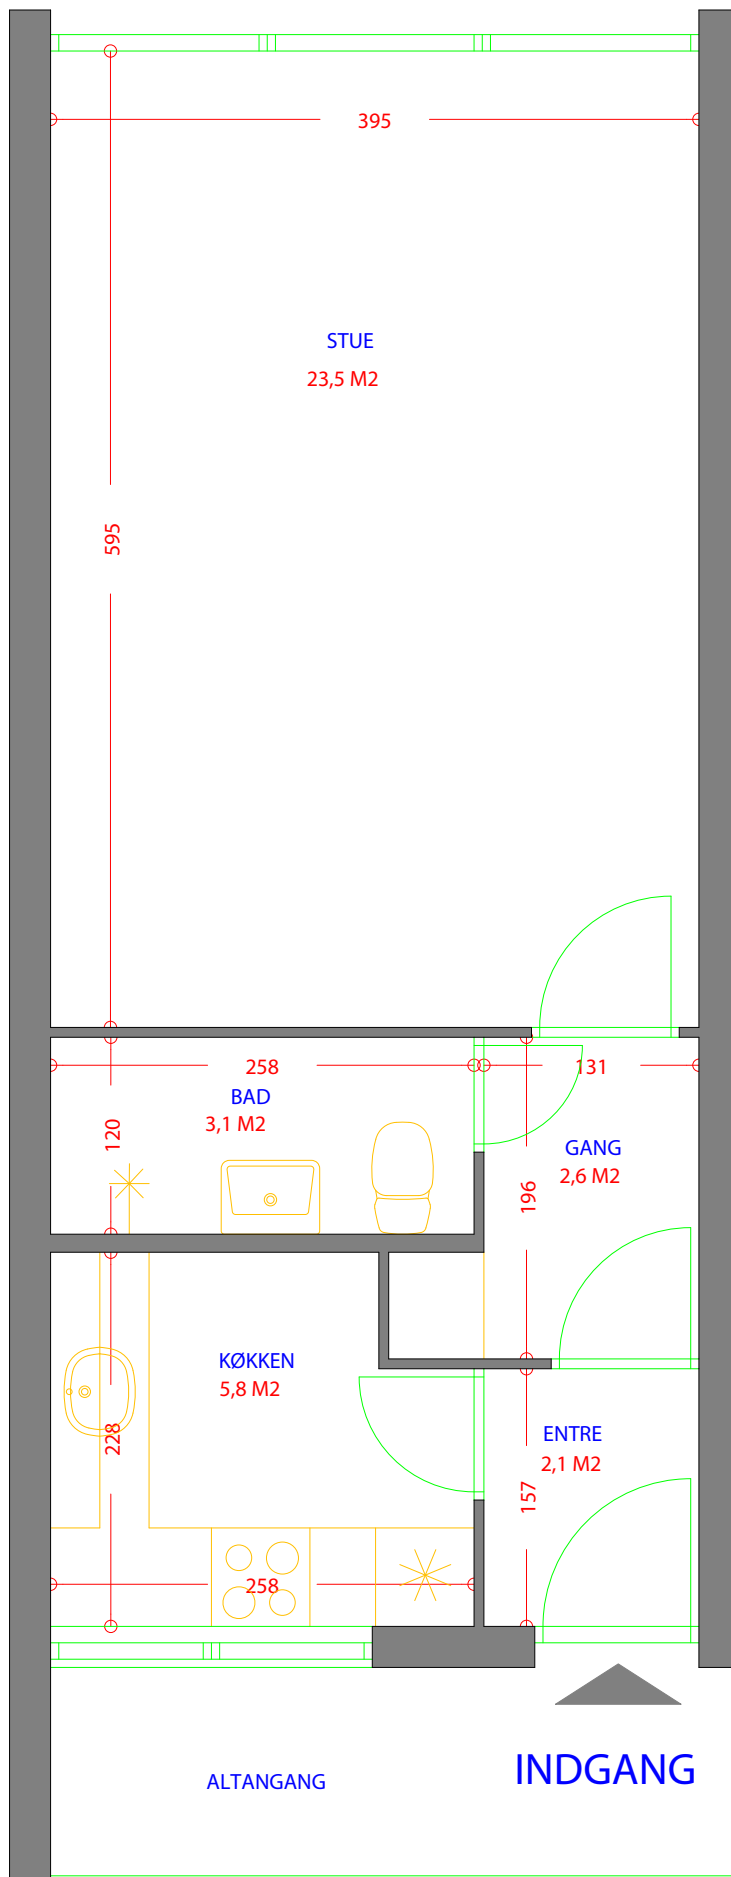 395
STUE
23,5 M2
595
258
131
BAD
3,1 M2
120
GANG
2,6 M2
196
KØKKEN
5,8 M2
228
ENTRE
2,1 M2
157
258
INDGANG
ALTANGANG